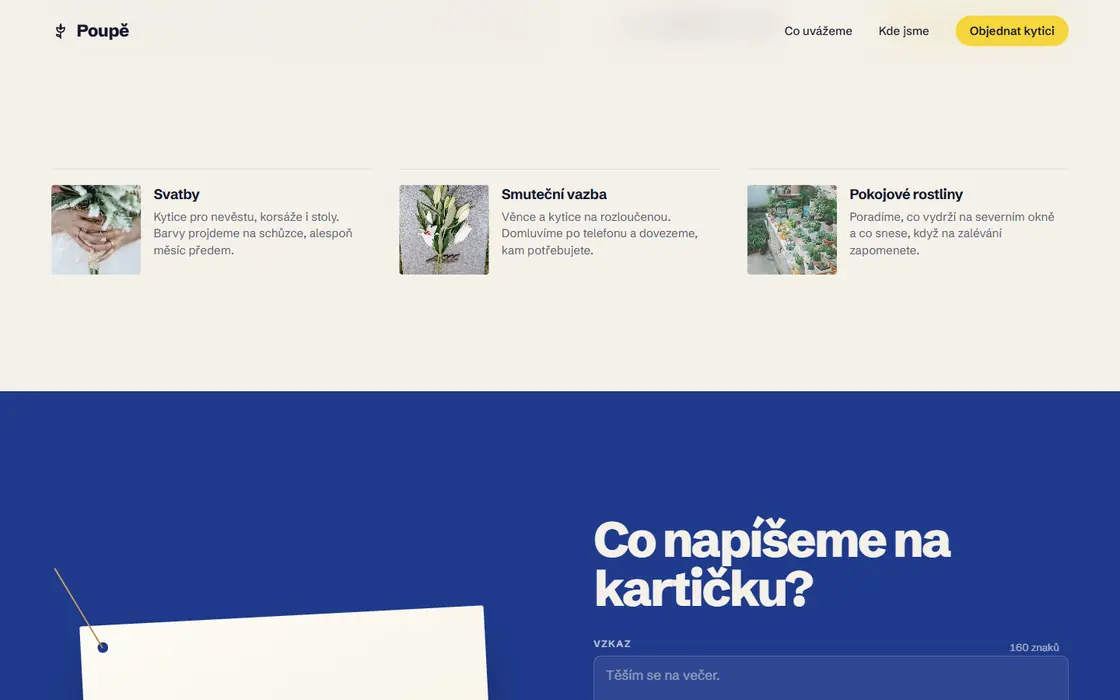 Poupě
Co uvážeme
Kde jsme
Objednat kytici
Svatby
Kytice pro nevěstu, korsáže i stoly.
Barvy projdeme na schůzce, alespoň
měsíc předem.
Smuteční vazba
Věnce a kytice na rozloučenou.
Domluvíme po telefonu a dovezeme,
kam potřebujete.
Pokojové rostliny
Poradíme, co vydrží na severním okně
a co snese, když na zalévání
zapomenete.
Co napíšeme na
kartičku?
VZKAZ
160 znaků
Těším se na večer.